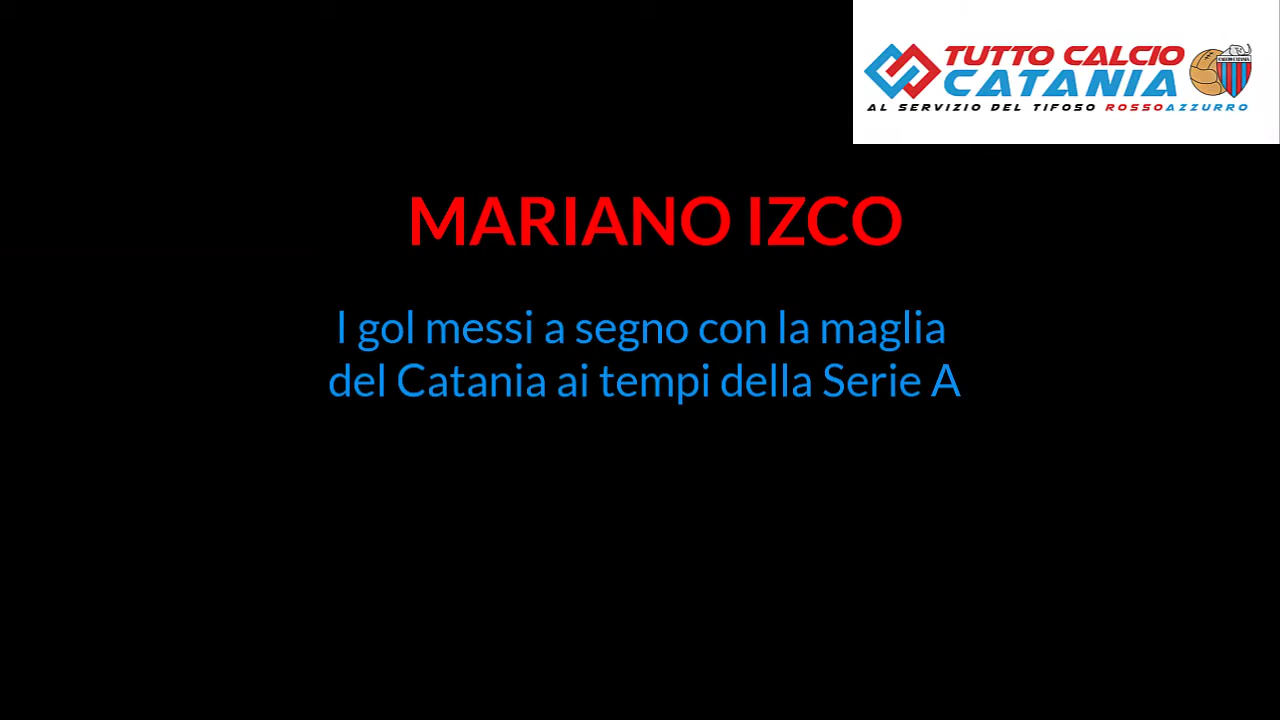 TUTTO CALCIO
CATANIA
AL SERVIZIO DEL TIFOSO ROSSOAZZURRO
MARIANO IZCO
I gol messi a segno con la maglia
del Catania ai tempi della Serie A